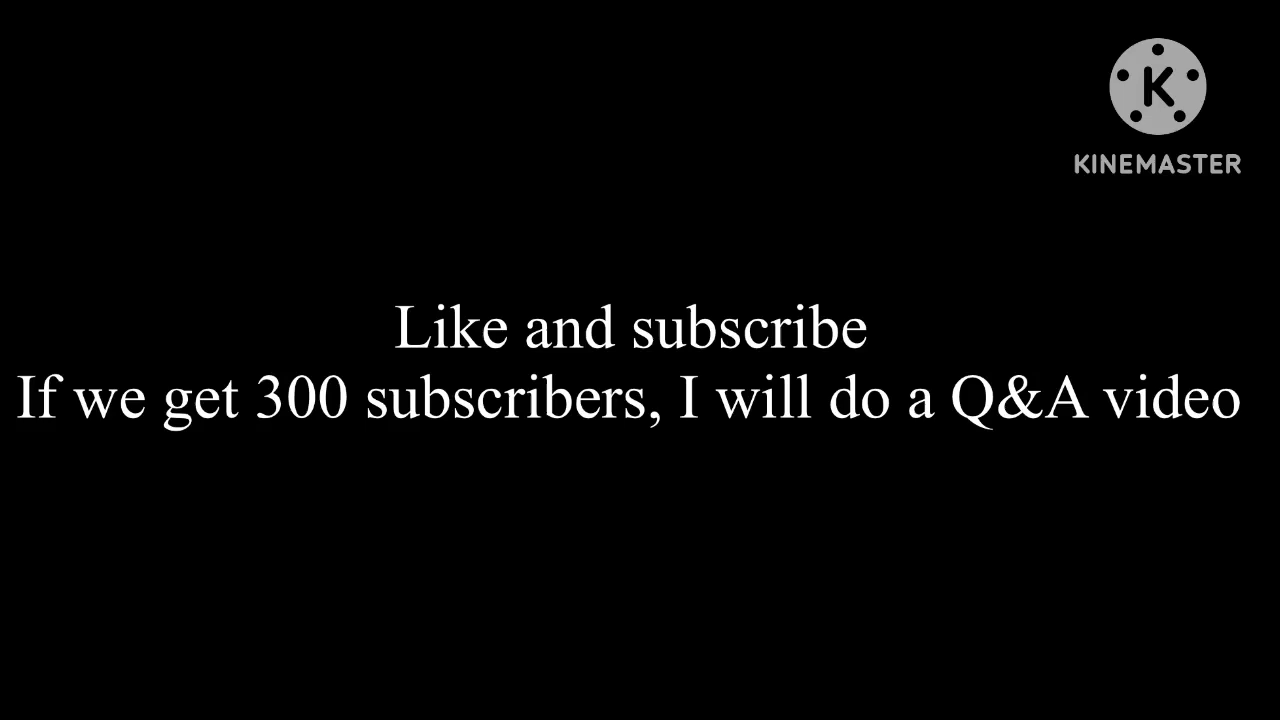 K
KINEMASTER
Like and subscribe
If we get 300 subscribers, I will do a Q&A video